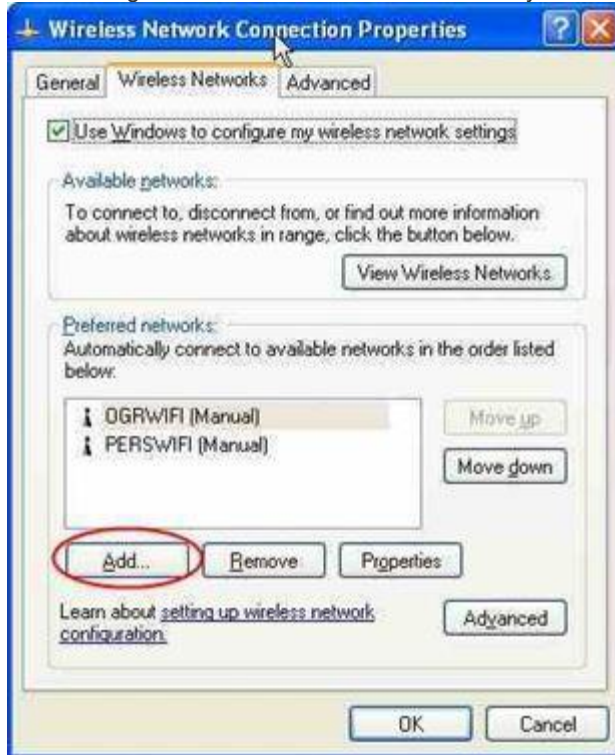 Wireless Network Connection Properties
General Wireless Networks Advanced
Use Windows to configure my wireless network settings
Available networks:
To connect to, disconnect from, or find out more information
about wireless networks in range, click the button below.
View Wireless Networks
Preferred networks:
Automatically connect to available networks in the order listed
below:
OGRWIFI (Manual)
Move up
PERSWIFI (Manual)
Move down
Add... Remove Properties
Learn about setting up wireless network
configuration.
Advanced
OK Cancel